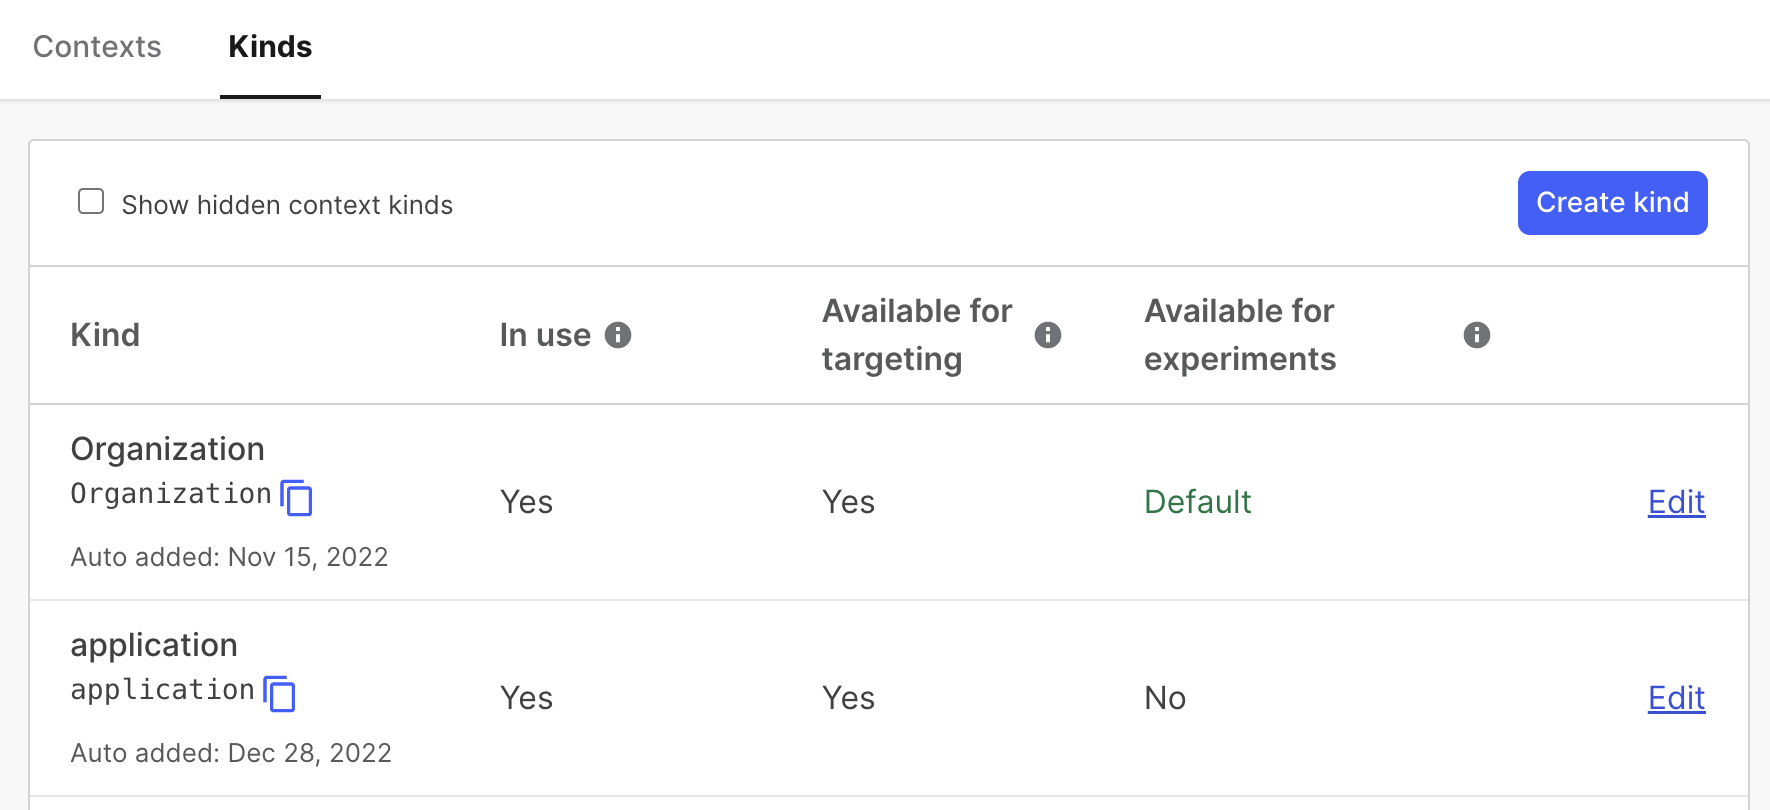 Contexts Kinds
Show hidden context kinds Create kind
Kind In use Available for targeting Available for experiments
Organization
Organization
Auto added: Nov 15, 2022
Yes Yes Default Edit
application
application
Auto added: Dec 28, 2022
Yes Yes No Edit